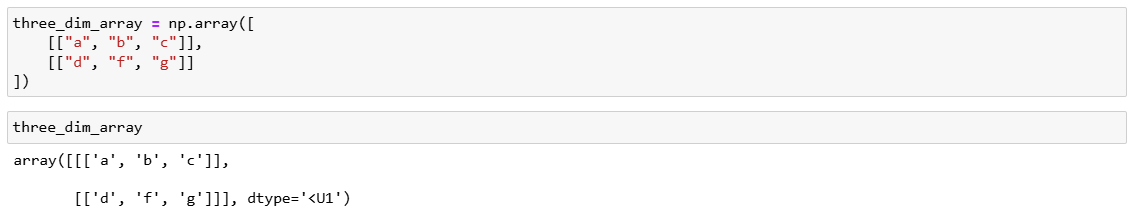 three_dim_array = np.array([
    [["a", "b", "c"]],
    [["d", "f", "g"]]
])
three_dim_array
array([[['a', 'b', 'c']],
       [['d', 'f', 'g']]], dtype='<U1')